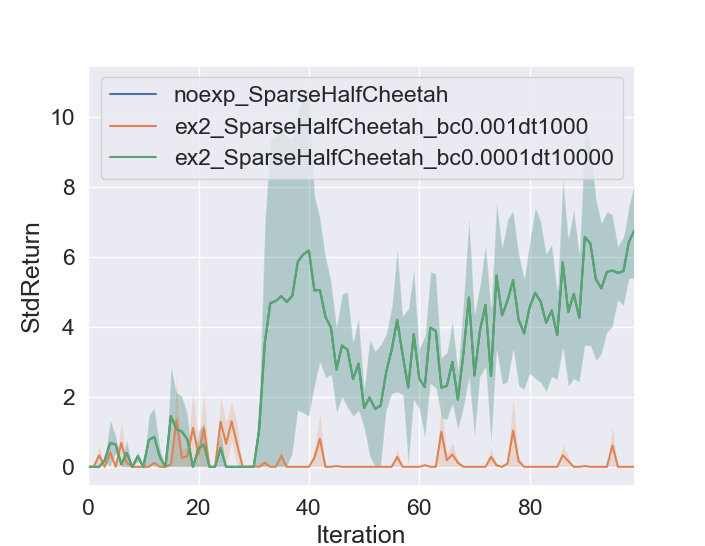 noexp_SparseHalfCheetah
ex2_SparseHalfCheetah_bc0.001dt1000
ex2_SparseHalfCheetah_bc0.0001dt10000
10
8
6
4
2
0
StdReturn
0
20
40
60
80
Iteration